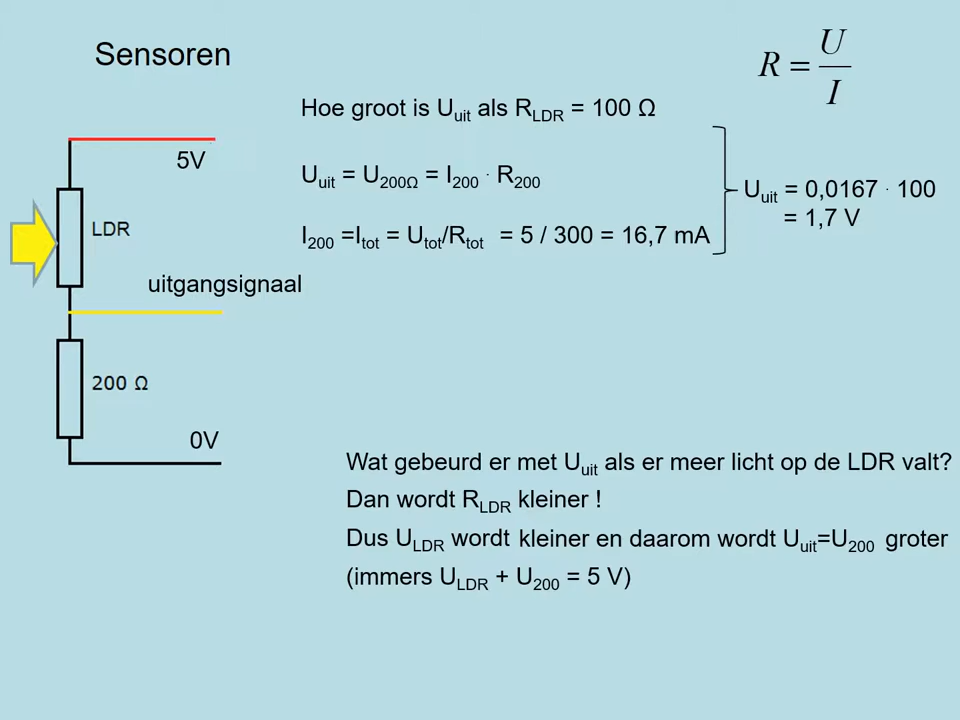 Sensoren
R = U / I
Hoe groot is Uuit als RLDR = 100 Ω
5V
Uuit = U200Ω = I200 · R200
Uuit = 0,0167 · 100
= 1,7 V
LDR
I200 =Itot = Utot/Rtot = 5 / 300 = 16,7 mA
uitgangsignaal
200 Ω
0V
Wat gebeurd er met Uuit als er meer licht op de LDR valt?
Dan wordt RLDR kleiner !
Dus ULDR wordt kleiner en daarom wordt Uuit=U200 groter
(immers ULDR + U200 = 5 V)